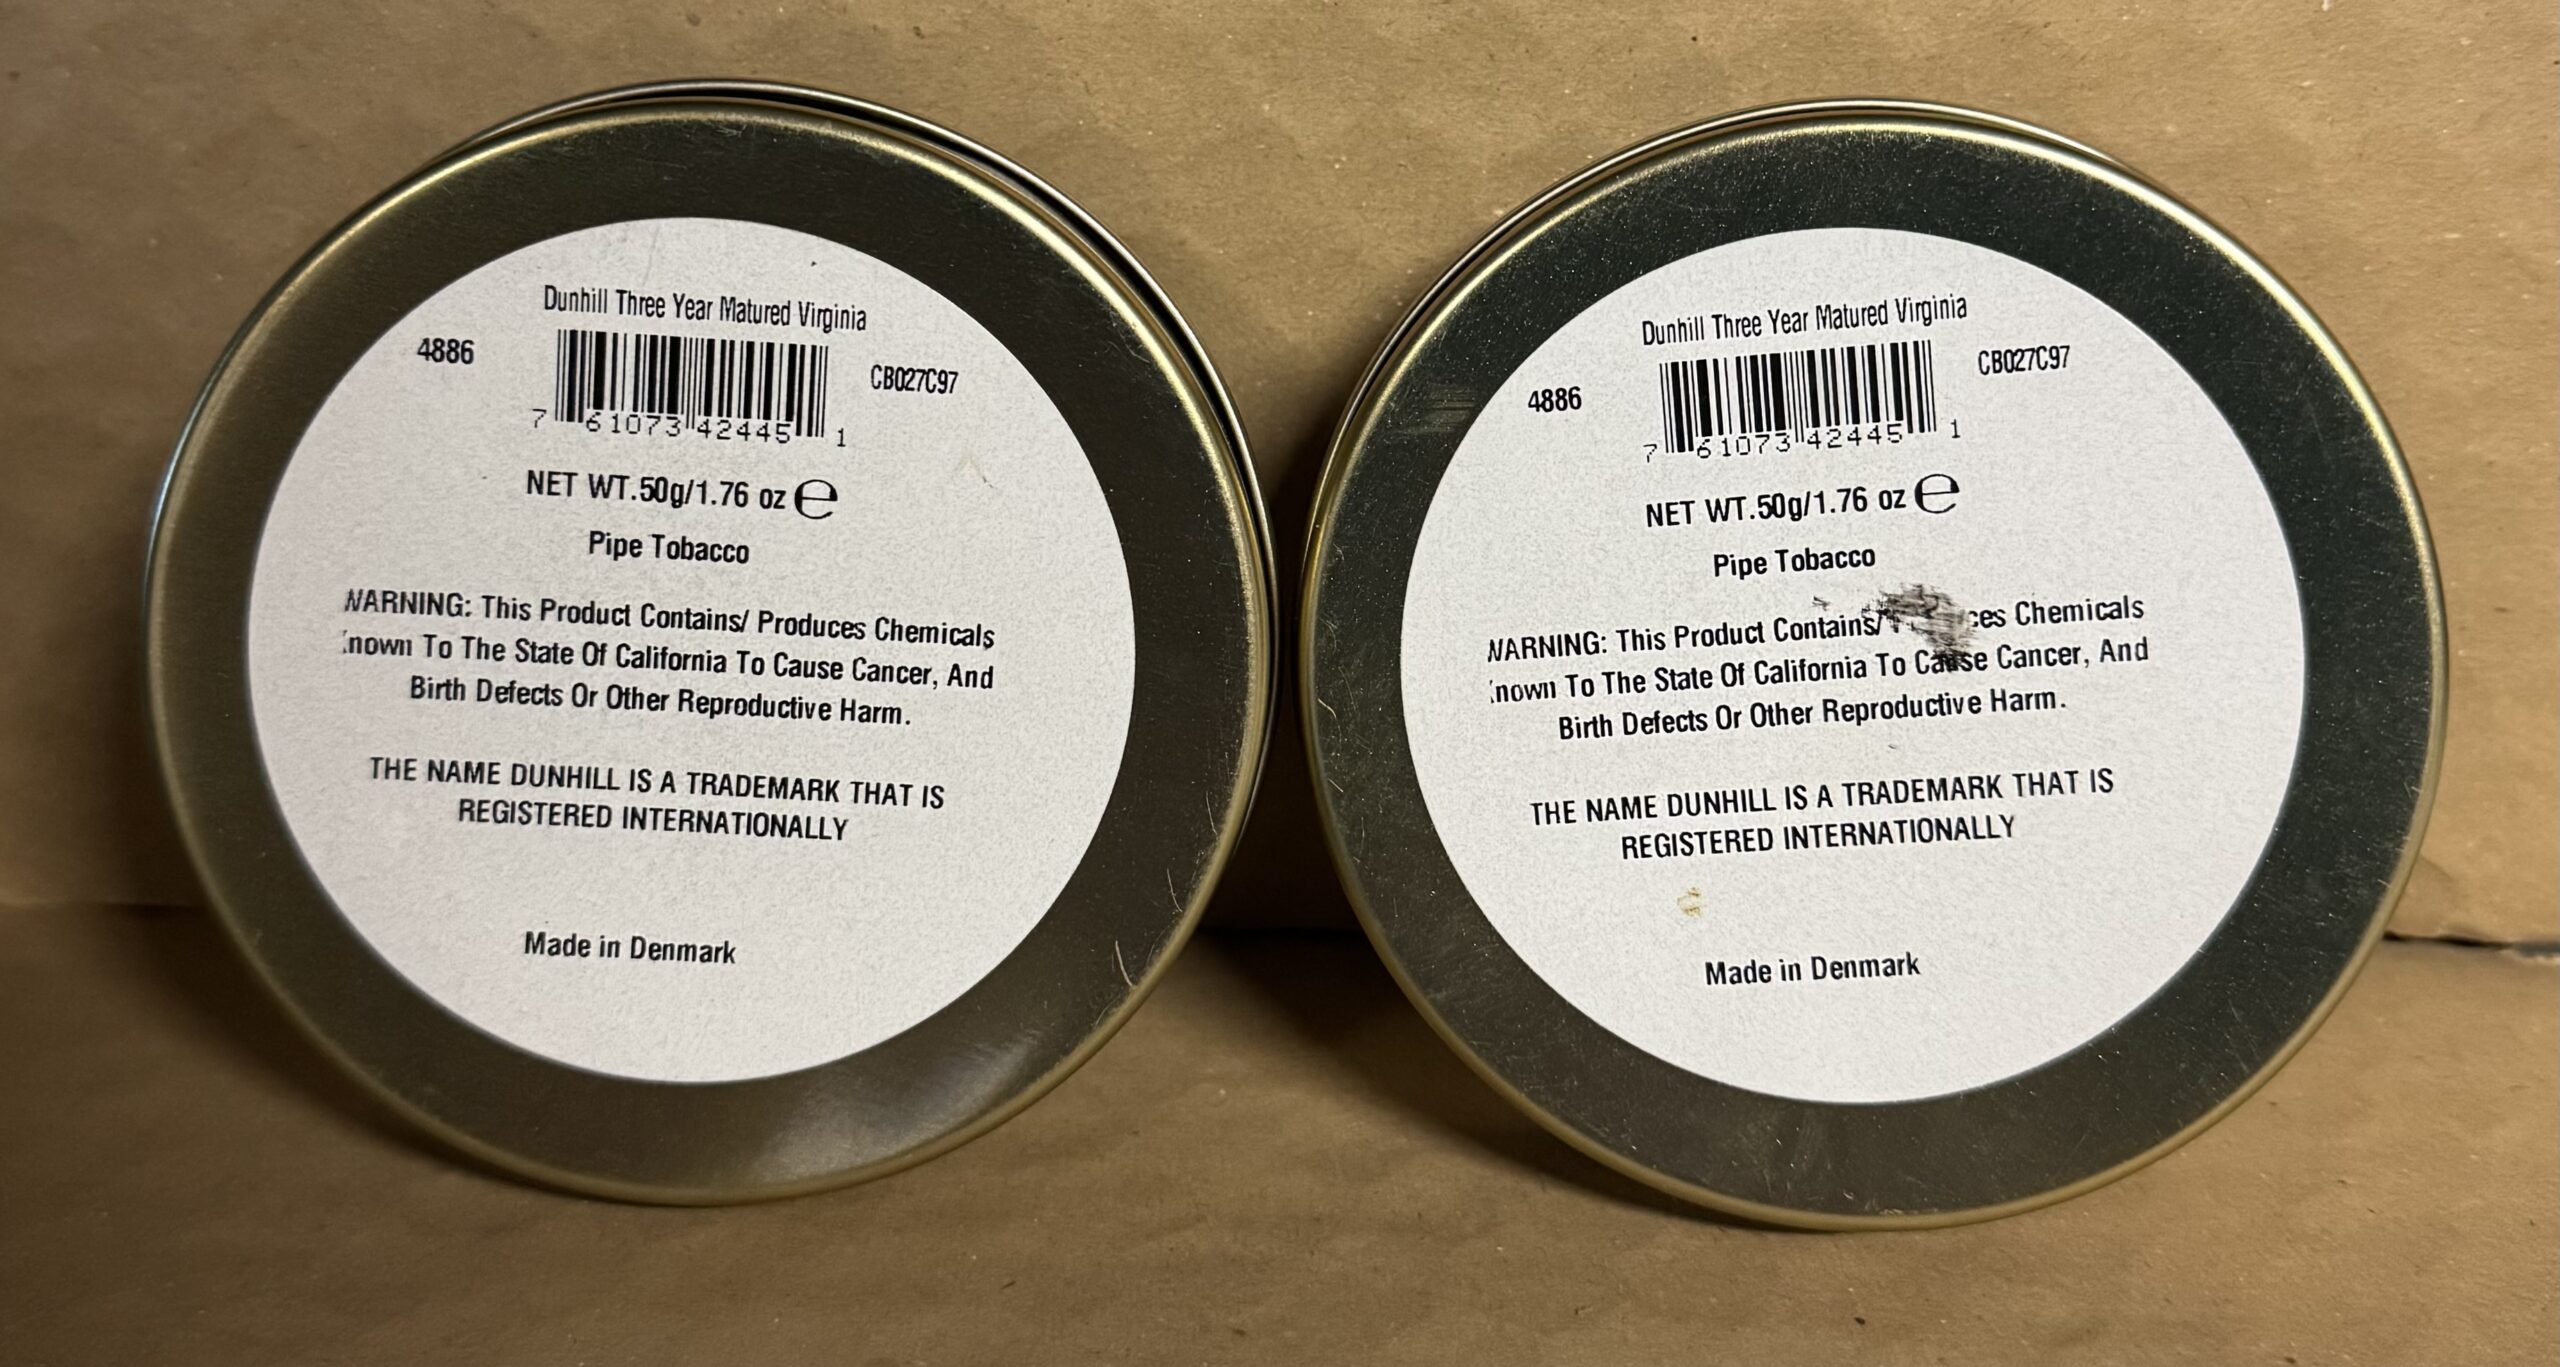 Dunhill Three Year Matured Virginia
4886
CB027C97
7 61073 42445 1
NET WT.50g/1.76 oz ℮
Pipe Tobacco
WARNING: This Product Contains/ Produces Chemicals
nown To The State Of California To Cause Cancer, And
Birth Defects Or Other Reproductive Harm.
THE NAME DUNHILL IS A TRADEMARK THAT IS
REGISTERED INTERNATIONALLY
Made in Denmark
Dunhill Three Year Matured Virginia
4886
CB027C97
7 61073 42445 1
NET WT.50g/1.76 oz ℮
Pipe Tobacco
WARNING: This Product Contains/ ces Chemicals
nown To The State Of California To Cause Cancer, And
Birth Defects Or Other Reproductive Harm.
THE NAME DUNHILL IS A TRADEMARK THAT IS
REGISTERED INTERNATIONALLY
Made in Denmark